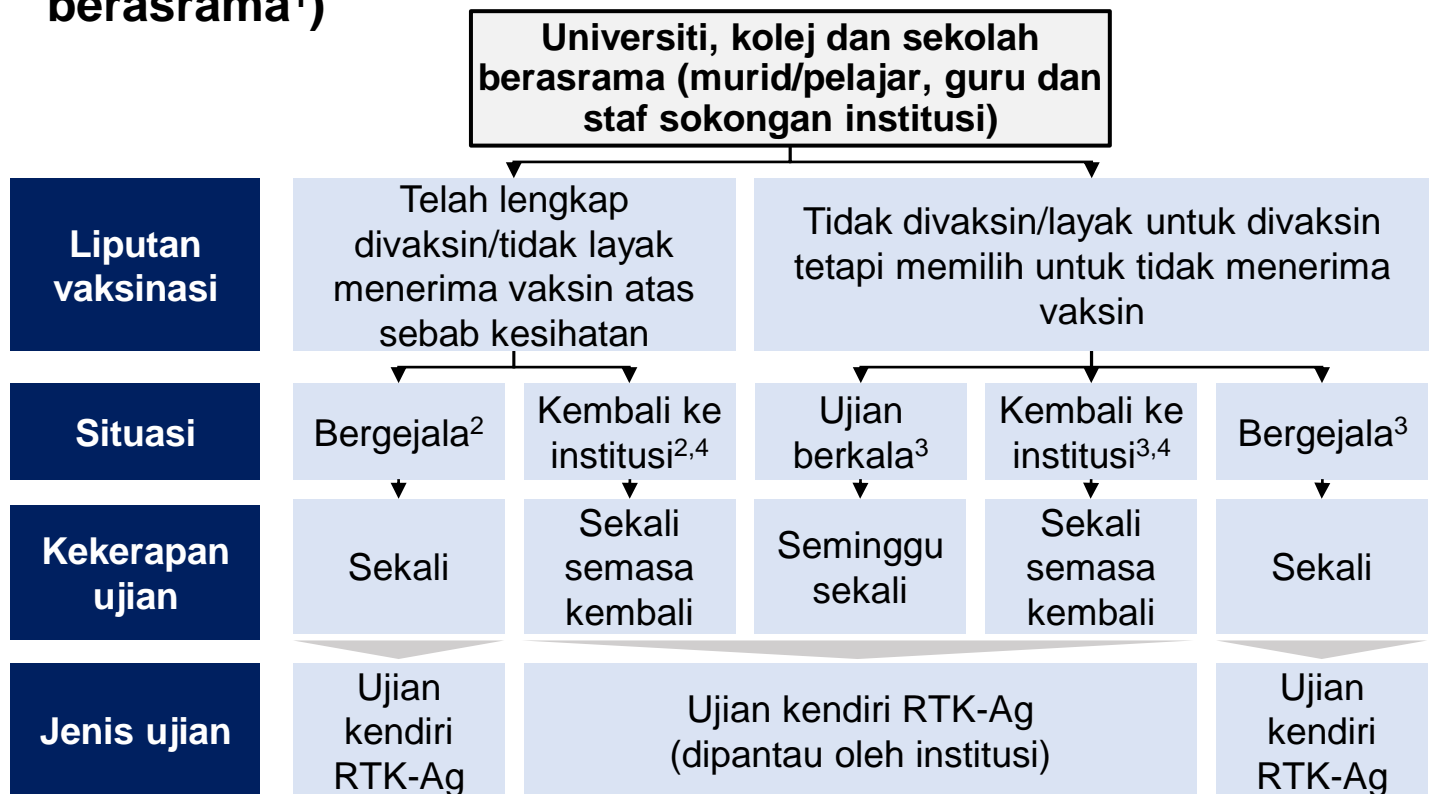 berasrama¹)
Universiti, kolej dan sekolah
berasrama (murid/pelajar, guru dan
staf sokongan institusi)
Liputan
vaksinasi
Telah lengkap
divaksin/tidak layak
menerima vaksin atas
sebab kesihatan
Tidak divaksin/layak untuk divaksin
tetapi memilih untuk tidak menerima
vaksin
Situasi
Bergejala²
Kembali ke
institusi²,⁴
Ujian
berkala³
Kembali ke
institusi³,⁴
Bergejala³
Kekerapan
ujian
Sekali
Sekali
semasa
kembali
Seminggu
sekali
Sekali
semasa
kembali
Sekali
Jenis ujian
Ujian
kendiri
RTK-Ag
Ujian kendiri RTK-Ag
(dipantau oleh institusi)
Ujian
kendiri
RTK-Ag